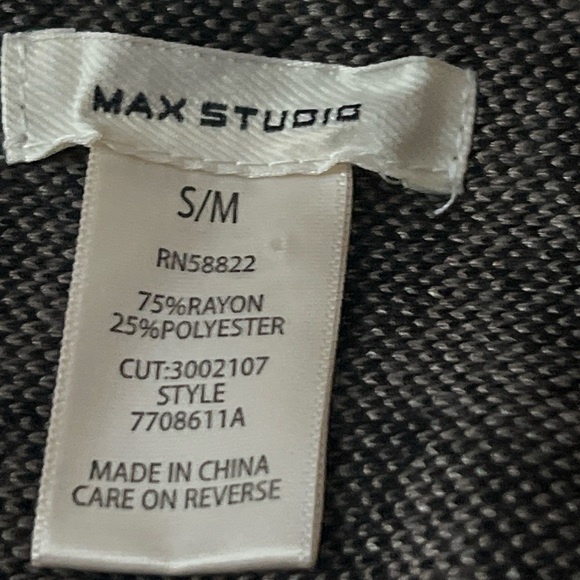 MAX STUDIO
S/M
RN58822
75%RAYON
25%POLYESTER
CUT:3002107
STYLE
7708611A
MADE IN CHINA
CARE ON REVERSE